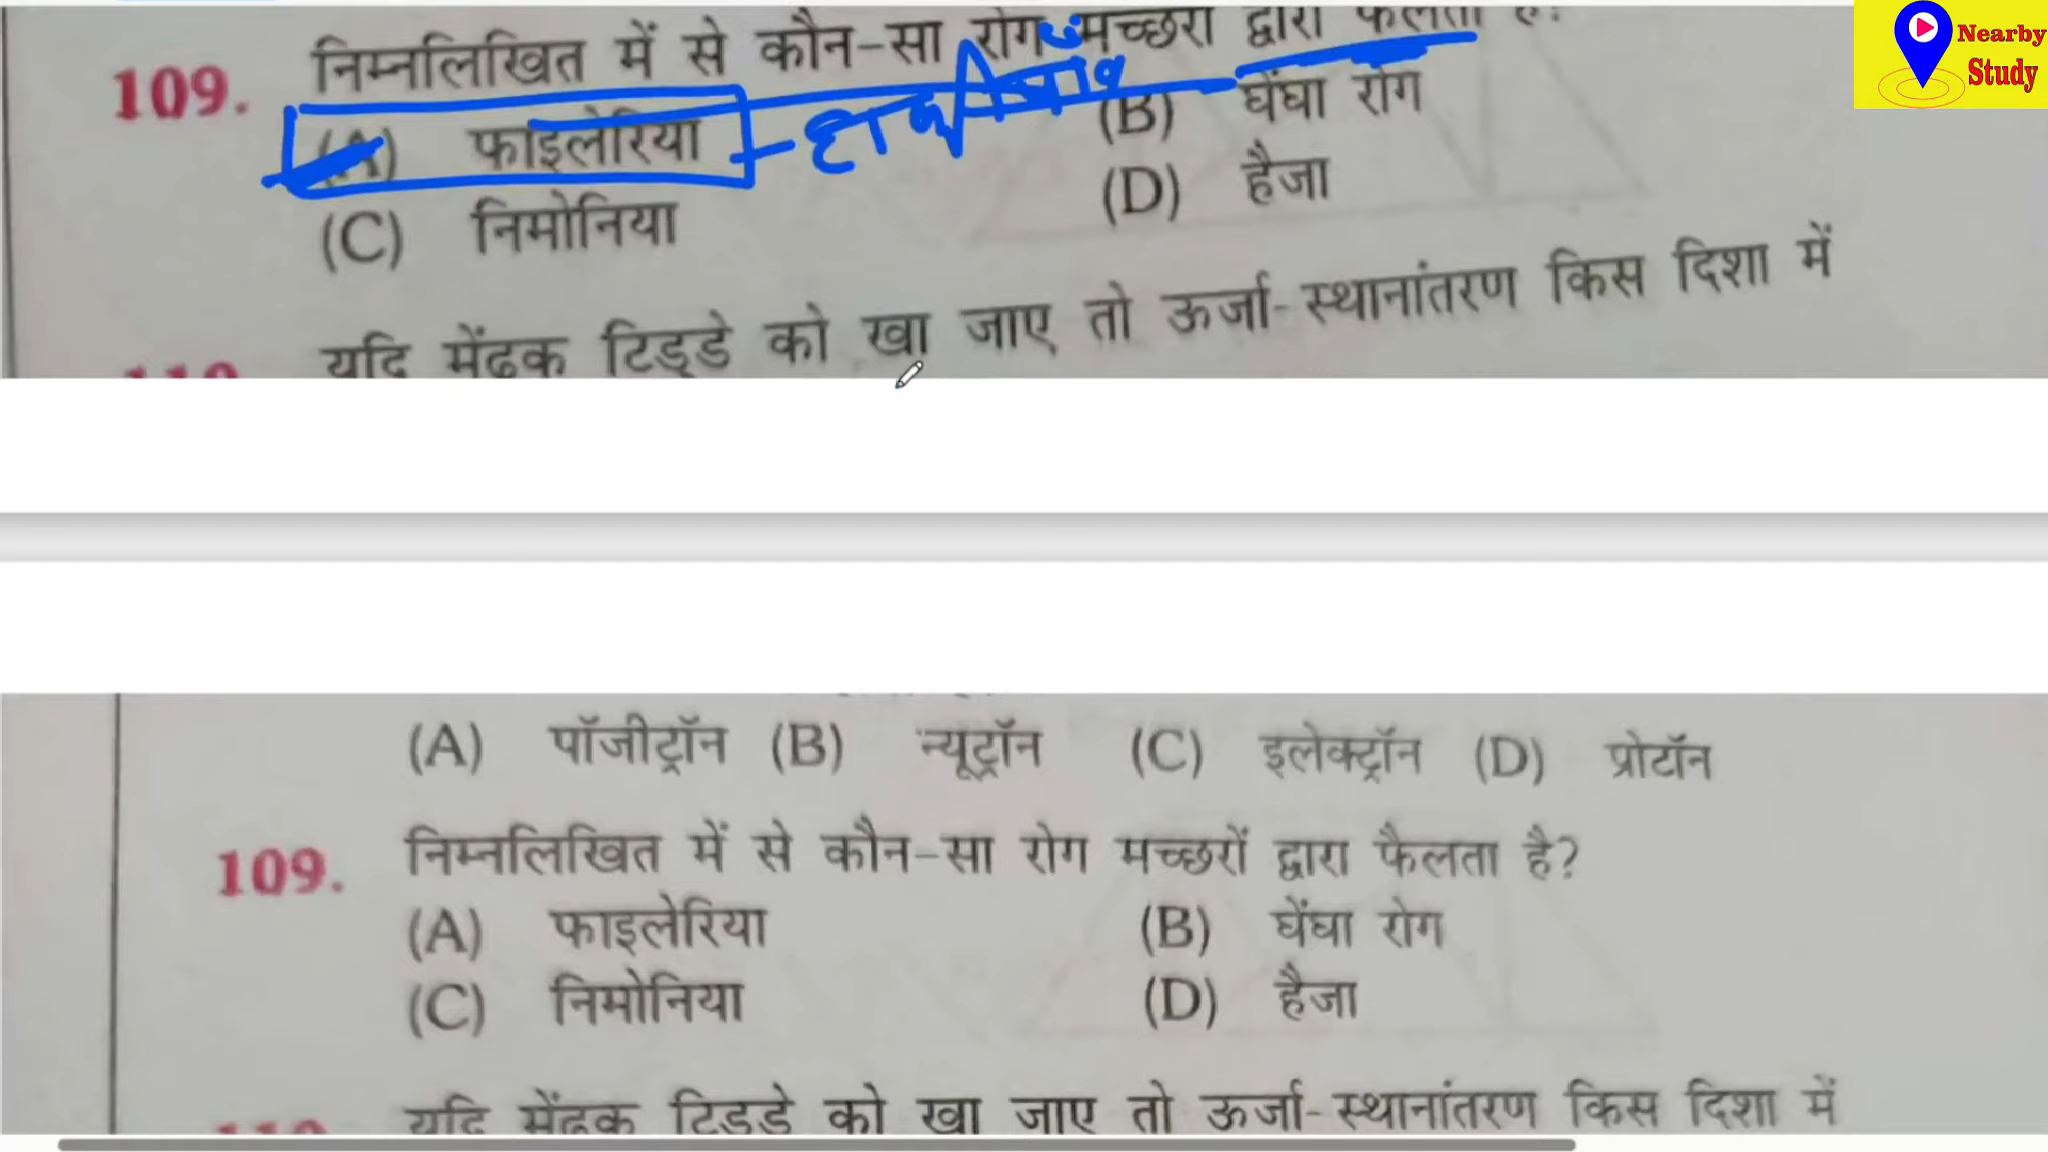 Nearby
Study
109. निम्नलिखित में से कौन-सा रोग मच्छरों द्वारा फैलता है?
(A) फाइलेरिया - हाथीपाव (B) घेंघा रोग
(C) निमोनिया (D) हैजा
यदि मेंढक टिड्डे को खा जाए तो ऊर्जा-स्थानांतरण किस दिशा में
(A) पॉजीट्रॉन (B) न्यूट्रॉन (C) इलेक्ट्रॉन (D) प्रोटॉन
109. निम्नलिखित में से कौन-सा रोग मच्छरों द्वारा फैलता है?
(A) फाइलेरिया (B) घेंघा रोग
(C) निमोनिया (D) हैजा
110. यदि मेंढक टिड्डे को खा जाए तो ऊर्जा-स्थानांतरण किस दिशा में